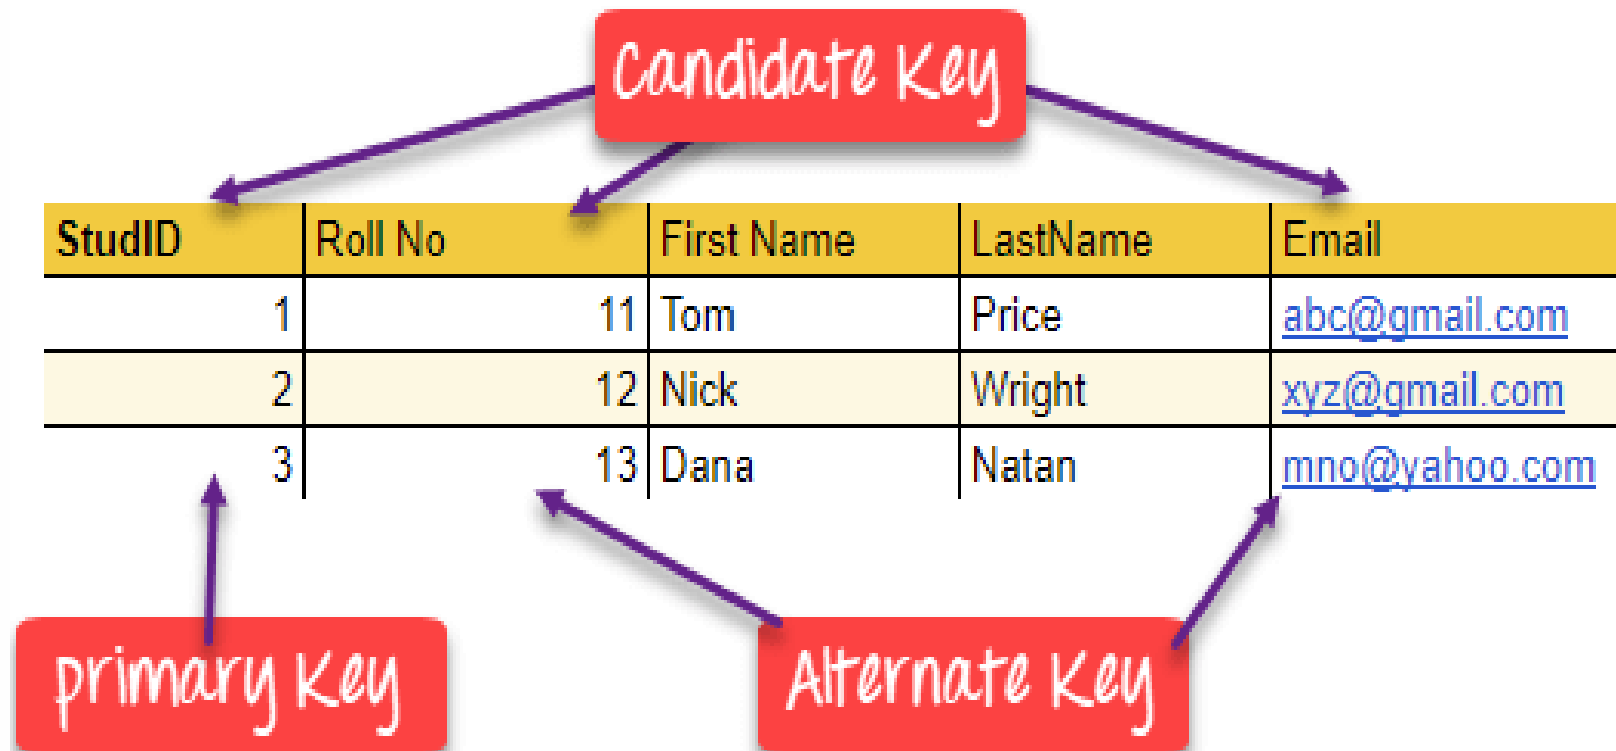 Candidate Key
StudID Roll No First Name LastName Email
1 11 Tom Price abc@gmail.com
2 12 Nick Wright xyz@gmail.com
3 13 Dana Natan mno@yahoo.com
primary Key Alternate Key